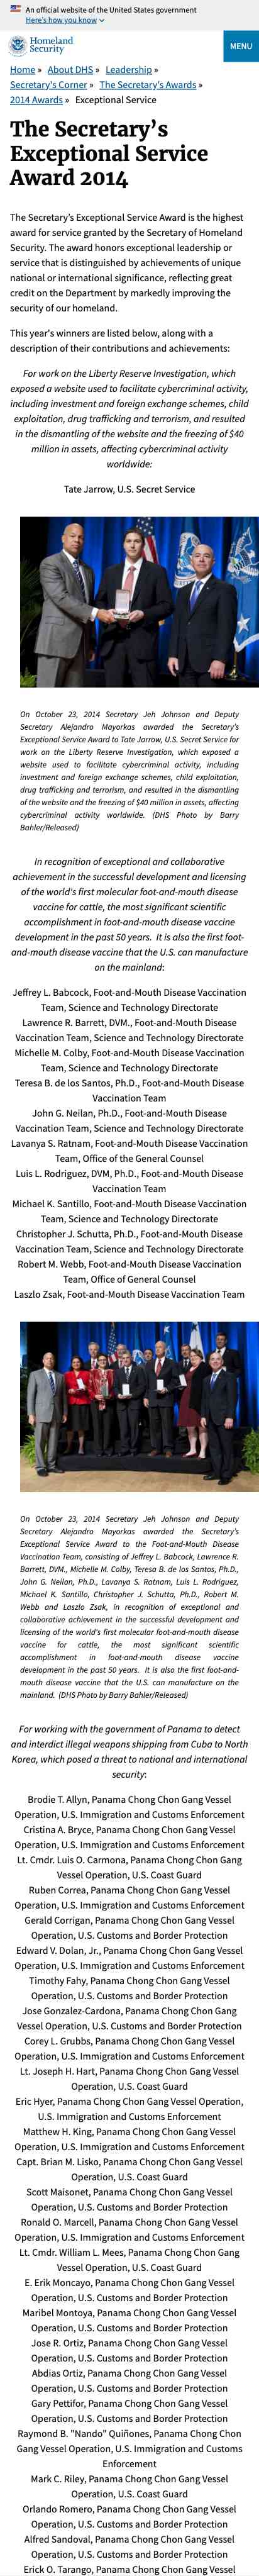 An official website of the United States government
Here's how you know
Homeland
Security
MENU
Home » About DHS » Leadership »
Secretary's Corner » The Secretary's Awards »
2014 Awards » Exceptional Service
The Secretary's
Exceptional Service
Award 2014
The Secretary's Exceptional Service Award is the highest
award for service granted by the Secretary of Homeland
Security. The award honors exceptional leadership or
service that is distinguished by achievements of unique
national or international significance, reflecting great
credit on the Department by markedly improving the
security of our homeland.
This year's winners are listed below, along with a
description of their contributions and achievements:
For work on the Liberty Reserve Investigation, which
exposed a website used to facilitate cybercriminal activity,
including investment and foreign exchange schemes, child
exploitation, drug trafficking and terrorism, and resulted
in the dismantling of the website and the freezing of $40
million in assets, affecting cybercriminal activity
worldwide:
Tate Jarrow, U.S. Secret Service
On October 23, 2014 Secretary Jeh Johnson and Deputy
Secretary Alejandro Mayorkas awarded the Secretary's
Exceptional Service Award to Tate Jarrow, U.S. Secret Service for
work on the Liberty Reserve Investigation, which exposed a
website used to facilitate cybercriminal activity, including
investment and foreign exchange schemes, child exploitation,
drug trafficking and terrorism, and resulted in the dismantling
of the website and the freezing of $40 million in assets, affecting
cybercriminal activity worldwide. (DHS Photo by Barry
Bahler/Released)
In recognition of exceptional and collaborative
achievement in the successful development and licensing
of the world's first molecular foot-and-mouth disease
vaccine for cattle, the most significant scientific
accomplishment in foot-and-mouth disease vaccine
development in the past 50 years. It is also the first foot-
and-mouth disease vaccine that the U.S. can manufacture
on the mainland:
Jeffrey L. Babcock, Foot-and-Mouth Disease Vaccination
Team, Science and Technology Directorate
Lawrence R. Barrett, DVM., Foot-and-Mouth Disease
Vaccination Team, Science and Technology Directorate
Michelle M. Colby, Foot-and-Mouth Disease Vaccination
Team, Science and Technology Directorate
Teresa B. de los Santos, Ph.D., Foot-and-Mouth Disease
Vaccination Team
John G. Neilan, Ph.D., Foot-and-Mouth Disease
Vaccination Team, Science and Technology Directorate
Lavanya S. Ratnam, Foot-and-Mouth Disease Vaccination
Team, Office of the General Counsel
Luis L. Rodriguez, DVM, Ph.D., Foot-and-Mouth Disease
Vaccination Team
Michael K. Santillo, Foot-and-Mouth Disease Vaccination
Team, Science and Technology Directorate
Christopher J. Schutta, Ph.D., Foot-and-Mouth Disease
Vaccination Team, Science and Technology Directorate
Robert M. Webb, Foot-and-Mouth Disease Vaccination
Team, Office of General Counsel
Laszlo Zsak, Foot-and-Mouth Disease Vaccination Team
On October 23, 2014 Secretary Jeh Johnson and Deputy
Secretary Alejandro Mayorkas awarded the Secretary's
Exceptional Service Award to the Foot-and-Mouth Disease
Vaccination Team, consisting of Jeffrey L. Babcock, Lawrence R.
Barrett, DVM., Michelle M. Colby, Teresa B. de los Santos, Ph.D.,
John G. Neilan, Ph.D., Lavanya S. Ratnam, Luis L. Rodriguez,
Michael K. Santillo, Christopher J. Schutta, Ph.D., Robert M.
Webb and Laszlo Zsak, in recognition of exceptional and
collaborative achievement in the successful development and
licensing of the world's first molecular foot-and-mouth disease
vaccine for cattle, the most significant scientific
accomplishment in foot-and-mouth disease vaccine
development in the past 50 years. It is also the first foot-and-
mouth disease vaccine that the U.S. can manufacture on the
mainland. (DHS Photo by Barry Bahler/Released)
For working with the government of Panama to detect
and interdict illegal weapons shipping from Cuba to North
Korea, which posed a threat to national and international
security:
Brodie T. Allyn, Panama Chong Chon Gang Vessel
Operation, U.S. Immigration and Customs Enforcement
Cristina A. Bryce, Panama Chong Chon Gang Vessel
Operation, U.S. Immigration and Customs Enforcement
Lt. Cmdr. Luis O. Carmona, Panama Chong Chon Gang
Vessel Operation, U.S. Coast Guard
Ruben Correa, Panama Chong Chon Gang Vessel
Operation, U.S. Immigration and Customs Enforcement
Gerald Corrigan, Panama Chong Chon Gang Vessel
Operation, U.S. Customs and Border Protection
Edward V. Dolan, Jr., Panama Chong Chon Gang Vessel
Operation, U.S. Immigration and Customs Enforcement
Timothy Fahy, Panama Chong Chon Gang Vessel
Operation, U.S. Customs and Border Protection
Jose Gonzalez-Cardona, Panama Chong Chon Gang
Vessel Operation, U.S. Customs and Border Protection
Corey L. Grubbs, Panama Chong Chon Gang Vessel
Operation, U.S. Immigration and Customs Enforcement
Lt. Joseph H. Hart, Panama Chong Chon Gang Vessel
Operation, U.S. Coast Guard
Eric Hyer, Panama Chong Chon Gang Vessel Operation,
U.S. Immigration and Customs Enforcement
Matthew H. King, Panama Chong Chon Gang Vessel
Operation, U.S. Immigration and Customs Enforcement
Capt. Brian M. Lisko, Panama Chong Chon Gang Vessel
Operation, U.S. Coast Guard
Scott Maisonet, Panama Chong Chon Gang Vessel
Operation, U.S. Customs and Border Protection
Ronald O. Marcell, Panama Chong Chon Gang Vessel
Operation, U.S. Immigration and Customs Enforcement
Lt. Cmdr. William L. Mees, Panama Chong Chon Gang
Vessel Operation, U.S. Coast Guard
E. Erik Moncayo, Panama Chong Chon Gang Vessel
Operation, U.S. Customs and Border Protection
Maribel Montoya, Panama Chong Chon Gang Vessel
Operation, U.S. Customs and Border Protection
Jose R. Ortiz, Panama Chong Chon Gang Vessel
Operation, U.S. Customs and Border Protection
Abdias Ortiz, Panama Chong Chon Gang Vessel
Operation, U.S. Customs and Border Protection
Gary Pettifor, Panama Chong Chon Gang Vessel
Operation, U.S. Customs and Border Protection
Raymond B. "Nando" Quiñones, Panama Chong Chon
Gang Vessel Operation, U.S. Immigration and Customs
Enforcement
Mark C. Riley, Panama Chong Chon Gang Vessel
Operation, U.S. Coast Guard
Orlando Romero, Panama Chong Chon Gang Vessel
Operation, U.S. Customs and Border Protection
Alfred Sandoval, Panama Chong Chon Gang Vessel
Operation, U.S. Customs and Border Protection
Erick O. Tarango, Panama Chong Chon Gang Vessel